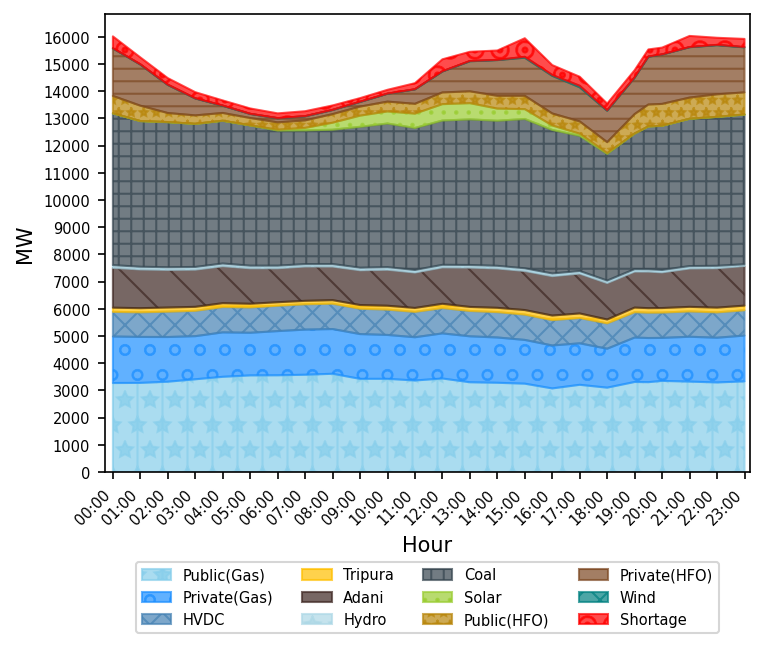 MW
16000
15000
14000
13000
12000
11000
10000
9000
8000
7000
6000
5000
4000
3000
2000
1000
0
00:00 01:00 02:00 03:00 04:00 05:00 06:00 07:00 08:00 09:00 10:00 11:00 12:00 13:00 14:00 15:00 16:00 17:00 18:00 19:00 20:00 21:00 22:00 23:00
Hour
Public(Gas) Tripura Coal Private(HFO)
Private(Gas) Adani Solar Wind
HVDC Hydro Public(HFO) Shortage